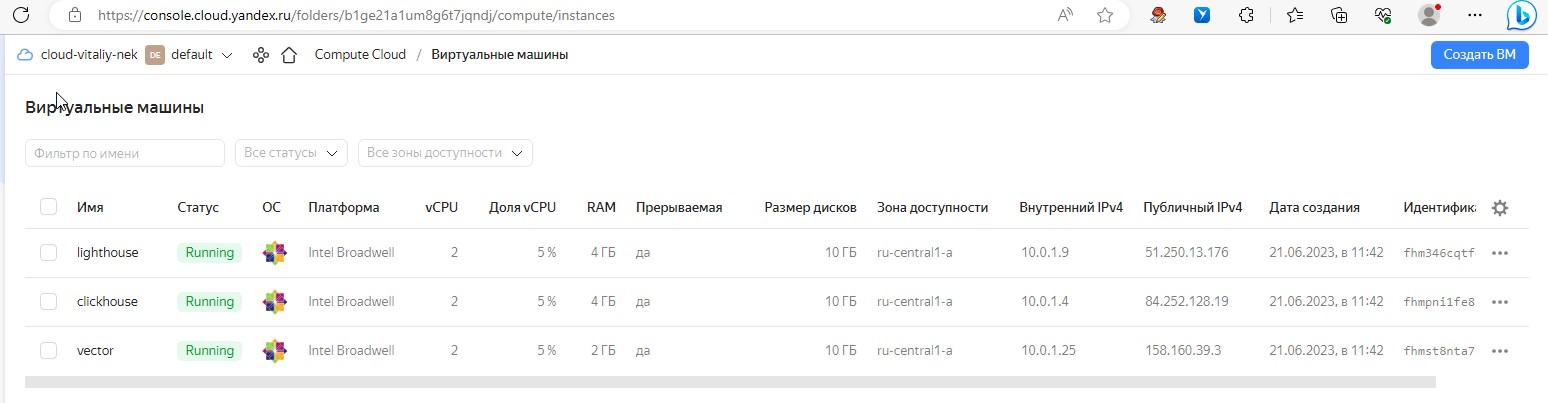 https://console.cloud.yandex.ru/folders/b1ge21a1um8g6t7jqndj/compute/instances
cloud-vitaliy-nek DE default Compute Cloud / Виртуальные машины Создать ВМ
Виртуальные машины
Фильтр по имени Все статусы Все зоны доступности
Имя Статус ОС Платформа vCPU Доля vCPU RAM Прерываемая Размер дисков Зона доступности Внутренний IPv4 Публичный IPv4 Дата создания Идентифика
lighthouse Running Intel Broadwell 2 5 % 4 ГБ да 10 ГБ ru-central1-a 10.0.1.9 51.250.13.176 21.06.2023, в 11:42 fhm346cqtf
clickhouse Running Intel Broadwell 2 5 % 4 ГБ да 10 ГБ ru-central1-a 10.0.1.4 84.252.128.19 21.06.2023, в 11:42 fhmpni1fe8
vector Running Intel Broadwell 2 5 % 2 ГБ да 10 ГБ ru-central1-a 10.0.1.25 158.160.39.3 21.06.2023, в 11:42 fhmst8nta7